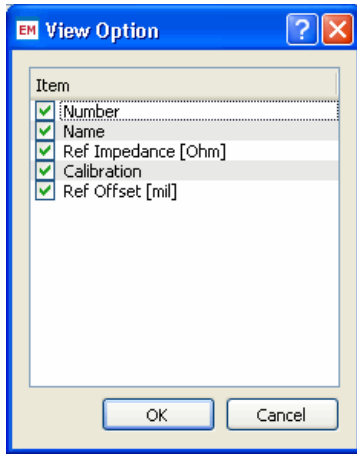 EM View Option ?
Item
Number
Name
Ref Impedance [Ohm]
Calibration
Ref Offset [mil]
OK Cancel